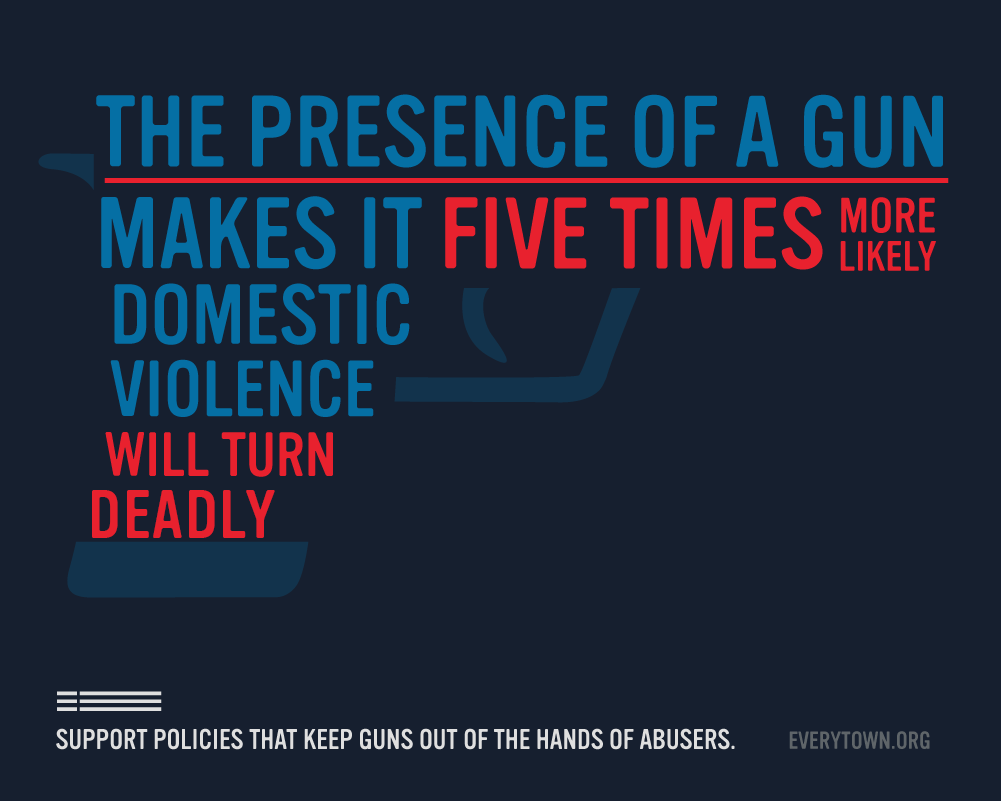 THE PRESENCE OF A GUN
MAKES IT FIVE TIMES MORE LIKELY
DOMESTIC
VIOLENCE
WILL TURN
DEADLY
SUPPORT POLICIES THAT KEEP GUNS OUT OF THE HANDS OF ABUSERS.
EVERYTOWN.ORG